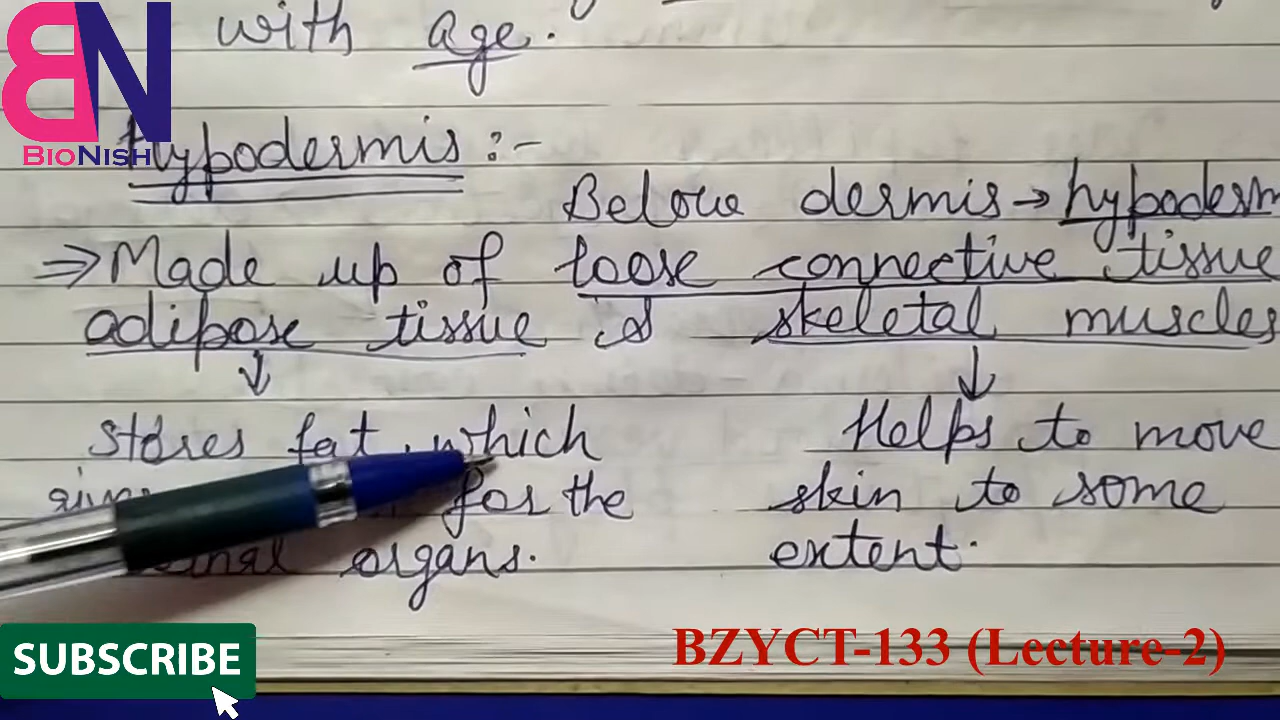 with age.
BN
BIONISH
Hypodermis :-
Below dermis → hypoderm
⇒ Made up of loose connective tissue
adipose tissue & skeletal muscles
↓ ↓
Stores fat, which Helps to move
for the skin to some
organs. extent.
SUBSCRIBE
BZYCT-133 (Lecture-2)